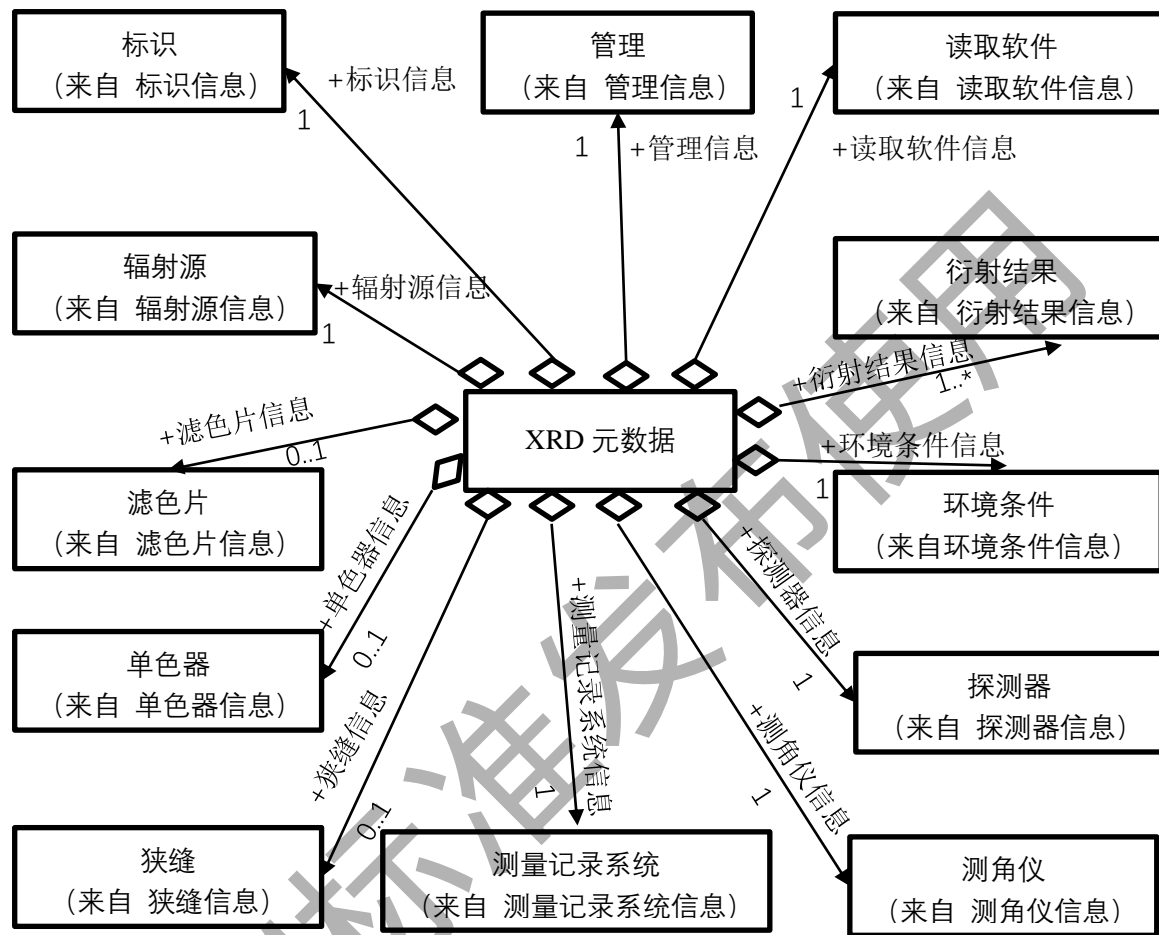 标识
（来自 标识信息）
+标识信息
1
管理
（来自 管理信息）
1
+管理信息
读取软件
（来自 读取软件信息）
1
+读取软件信息
辐射源
（来自 辐射源信息）
+辐射源信息
1
衍射结果
（来自 衍射结果信息）
+衍射结果信息
1..*
+滤色片信息
0..1
滤色片
（来自 滤色片信息）
XRD 元数据
+环境条件信息
1
环境条件
（来自环境条件信息）
+单色器信息
0..1
单色器
（来自 单色器信息）
+狭缝信息
0..1
狭缝
（来自 狭缝信息）
+测量记录系统信息
1
测量记录系统
（来自 测量记录系统信息）
+探测器信息
1
探测器
（来自 探测器信息）
+测角仪信息
1
测角仪
（来自 测角仪信息）
标准发布使用